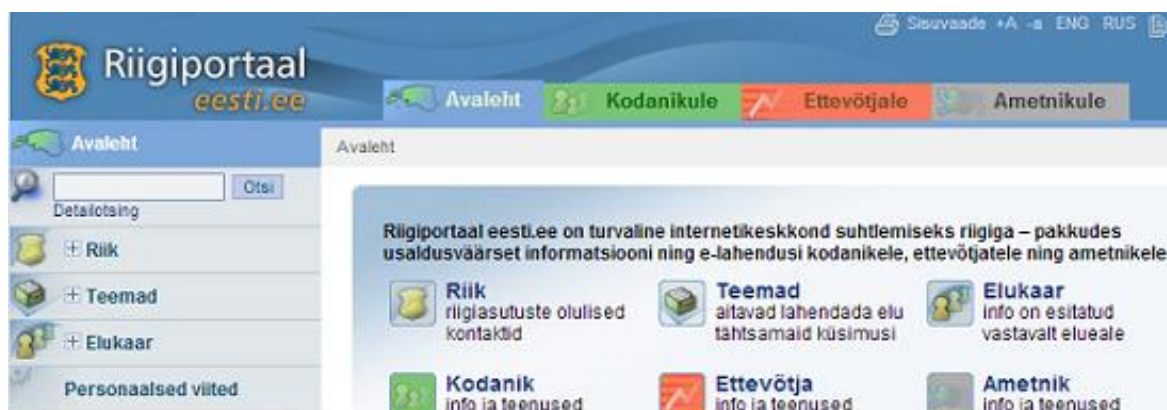 Sisuvaade +A -a ENG RUS
Riigiportaal
eesti.ee
Avaleht Kodanikule Ettevõtjale Ametnikule
Avaleht
Avaleht
Otsi
Detailotsing
Riik
Teemad
Elukaar
Personaalsed viited
Riigiportaal eesti.ee on turvaline internetikeskkond suhtlemiseks riigiga – pakkudes
usaldusväärset informatsiooni ning e-lahendusi kodanikele, ettevõtjatele ning ametnikele
Riik
riigiasutuste olulised
kontaktid
Teemad
aitavad lahendada elu
tähtsamaid küsimusi
Elukaar
info on esitatud
vastavalt elueale
Kodanik
info ja teenused
Ettevõtja
info ja teenused
Ametnik
info ja teenused